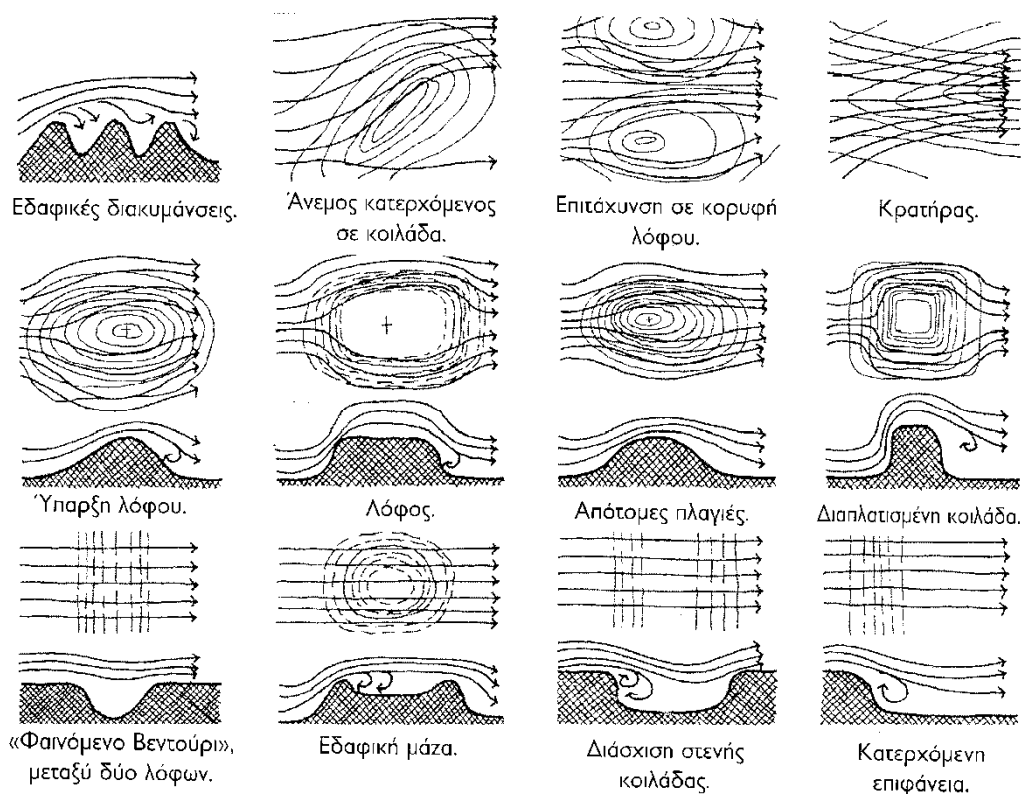 Εδαφικές διακυμάνσεις.
Άνεμος κατερχόμενος
σε κοιλάδα.
Επιτάχυνση σε κορυφή
λόφου.
Κρατήρας.
Ύπαρξη λόφου.
Λόφος.
Απότομες πλαγιές.
Διαπλατισμένη κοιλάδα.
«Φαινόμενο Βεντούρι»,
μεταξύ δύο λόφων.
Εδαφική μάζα.
Διάσχιση στενής
κοιλάδας.
Κατερχόμενη
επιφάνεια.